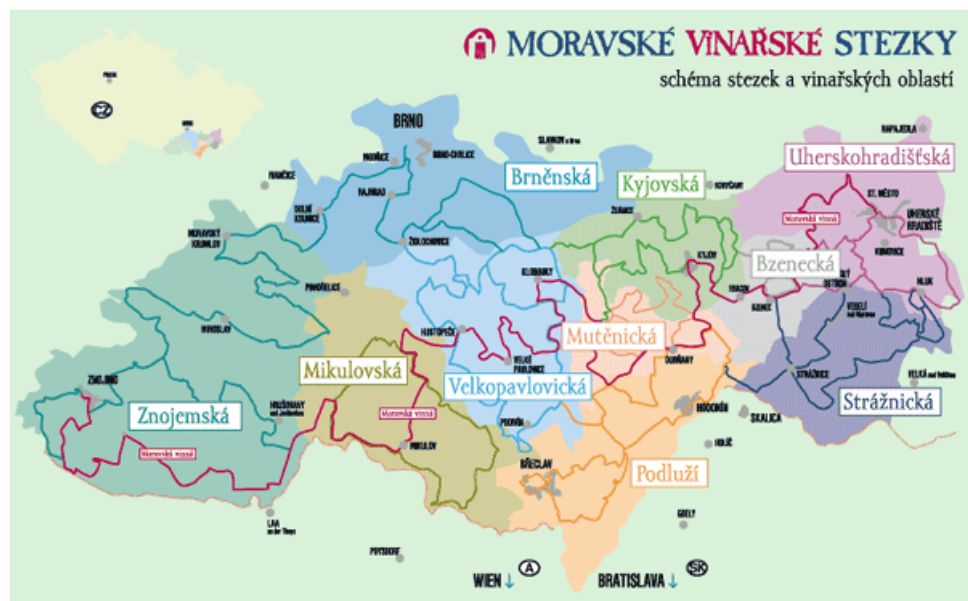 MORAVSKÉ VINAŘSKÉ STEZKY
schéma stezek a vinařských oblastí
CZ
BRNO
BRNO-CHRLICE
MODŘICE
RAJHRAD
IVANČICE
DOLNÍ
KOUNICE
SLAVKOV u Brna
Brněnská
Kyjovská
KORYČANY
ŽDÁNICE
NAPAJEDLA
Uherskohradišťská
ST. MĚSTO
UHERSKÉ
HRADIŠTĚ
Moravská vinná
KUNOVICE
MORAVSKÝ
KRUMLOV
ŽIDLOCHOVICE
KLOBOUKY
KYJOV
Bzenecká
OSTROH
HLUK
POHOŘELICE
BZENEC
VESELÍ
nad Moravou
MIROSLAV
HUSTOPEČE
Mutěnická
DUBŇANY
VELKÉ
PAVLOVICE
Mikulovská
Velkopavlovická
STRÁŽNICE
VELKÁ nad Veličkou
Strážnická
ZNOJMO
Znojemská
HRUŠOVANY
nad Jevišovkou
Moravská vinná
PODIVÍN
HODONÍN
SKALICA
Moravská vinná
MIKULOV
HOLÍČ
BŘECLAV
Podluží
LAA
an der Thaya
GBELY
POYSDORF
WIEN ↓ A
BRATISLAVA ↓ SK